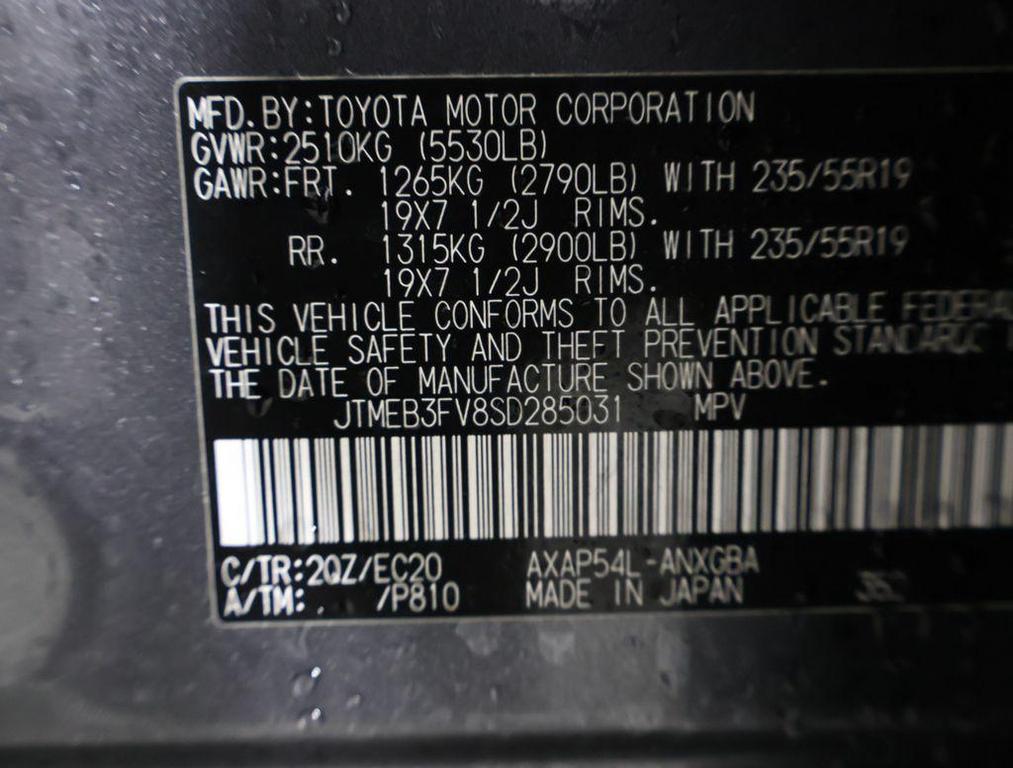 MFD. BY: TOYOTA MOTOR CORPORATION
GVWR: 2510KG (5530LB)
GAWR: FRT. 1265KG (2790LB) WITH 235/55R19
19X7 1/2J RIMS.
RR. 1315KG (2900LB) WITH 235/55R19
19X7 1/2J RIMS.
THIS VEHICLE CONFORMS TO ALL APPLICABLE
VEHICLE SAFETY AND THEFT PREVENTION
THE DATE OF MANUFACTURE SHOWN ABOVE.
JTMEB3FV8SD285031 MPV
C/TR: 2QZ/EC20 AXAP54L-ANXGBA
A/TM: /P810 MADE IN JAPAN